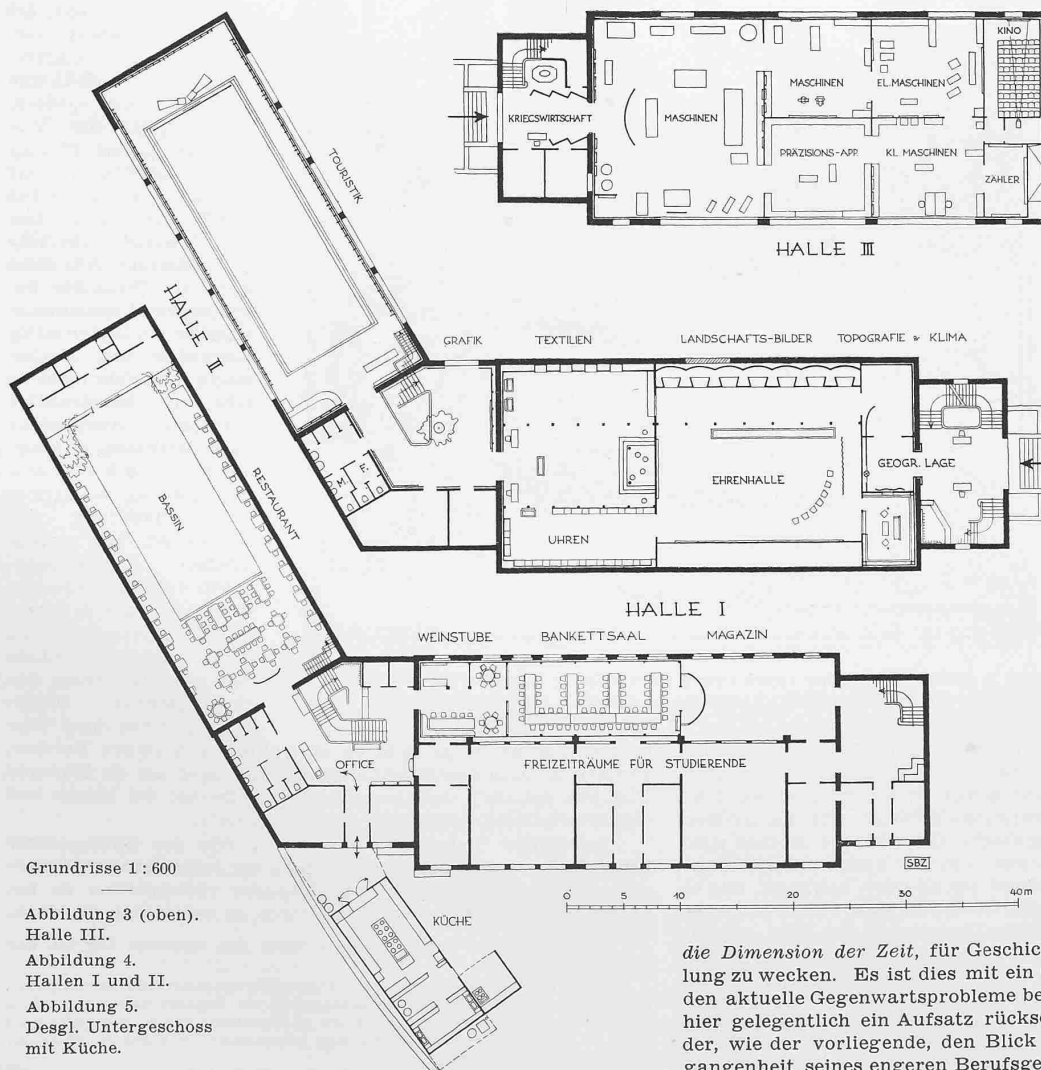 KINO
MASCHINEN
EL. MASCHINEN
KRIEGSWIRTSCHAFT
MASCHINEN
PRÄZISIONS-APP.
KL. MASCHINEN
ZÄHLER
HALLE III
TOURISTIK
HALLE II
GRAFIK
TEXTILIEN
LANDSCHAFTS-BILDER
TOPOGRAFIE & KLIMA
M.
F.
GEOGR. LAGE
EHRENHALLE
UHREN
HALLE I
RESTAURANT
BASSIN
WEINSTUBE
BANKETTSAAL
MAGAZIN
OFFICE
FREIZEITRÄUME FÜR STUDIERENDE
SBZ
0 5 10 20 30 40 m
KÜCHE
Grundrisse 1 : 600
Abbildung 3 (oben).
Halle III.
Abbildung 4.
Hallen I und II.
Abbildung 5.
Desgl. Untergeschoss
mit Küche.
die Dimension der Zeit, für Geschic
lung zu wecken. Es ist dies mit ein
den aktuelle Gegenwartsprobleme be
hier gelegentlich ein Aufsatz rückse
der, wie der vorliegende, den Blick
gangenheit seines engeren Berufsge